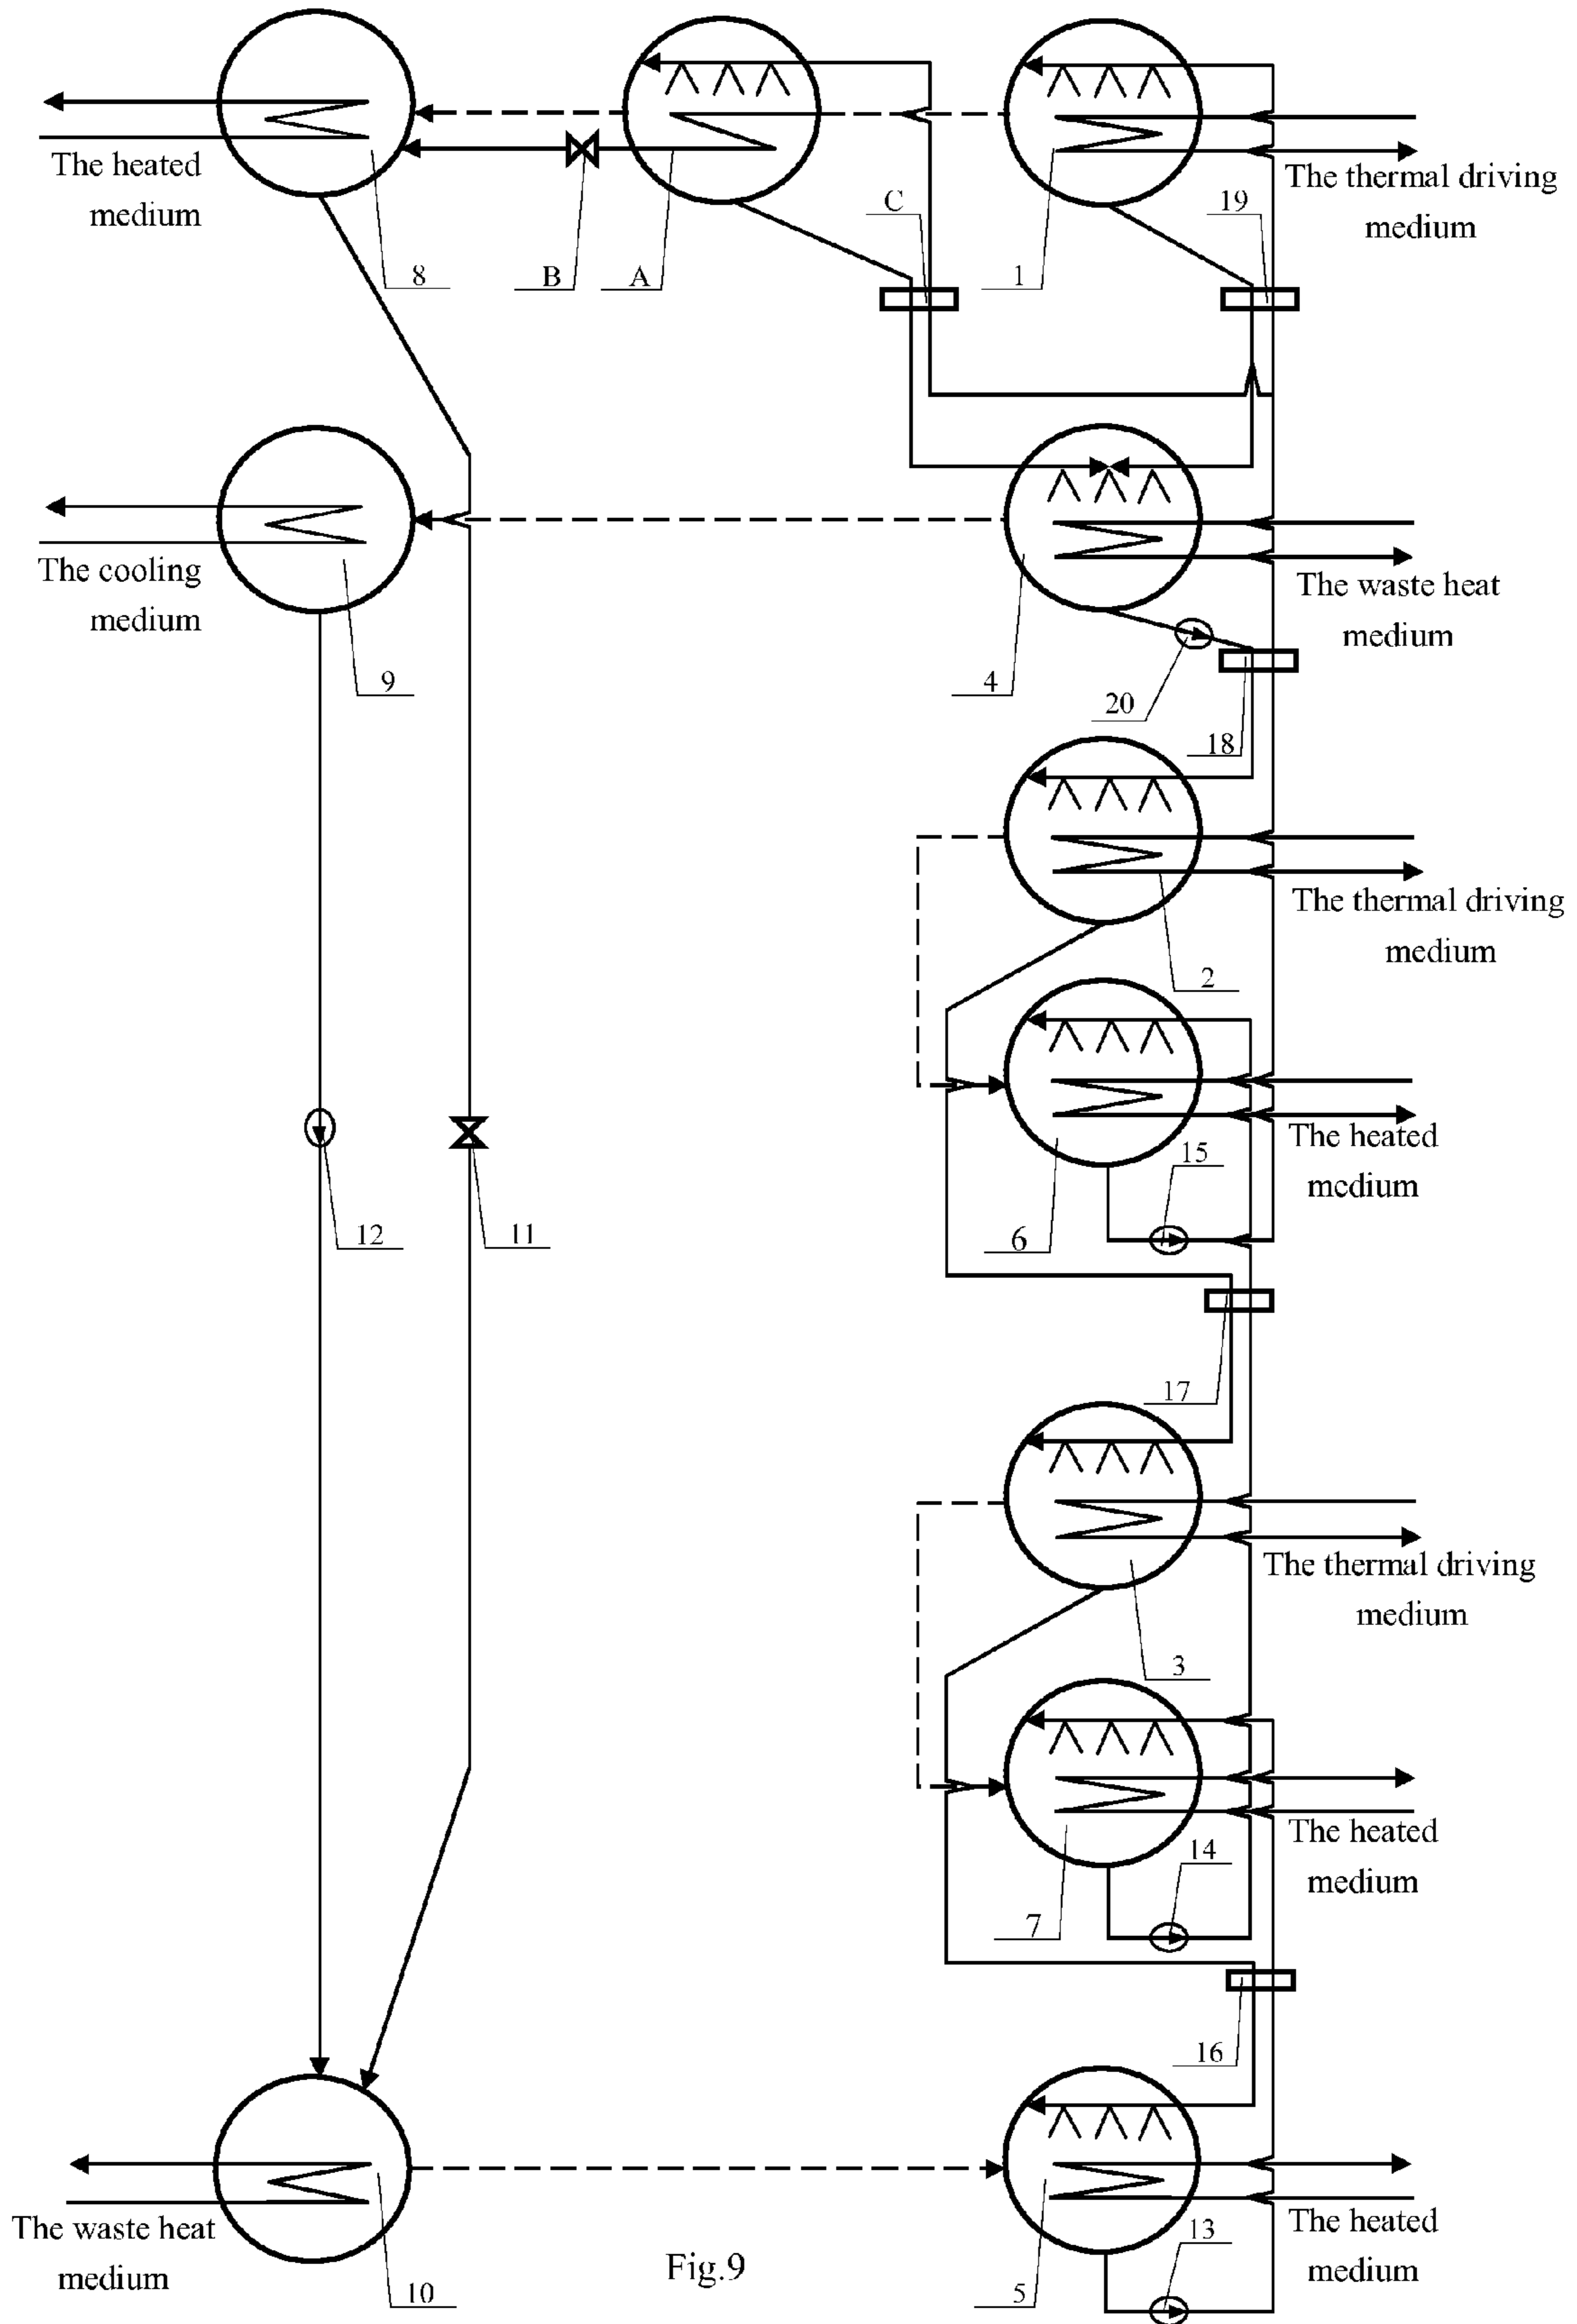 The heated
medium
8
B
A
C
1
19
The thermal driving
medium
The cooling
medium
9
4
20
18
The waste heat
medium
2
The thermal driving
medium
6
15
The heated
medium
12
11
17
3
The thermal driving
medium
7
14
The heated
medium
16
The waste heat
medium
10
Fig.9
5
13
The heated
medium